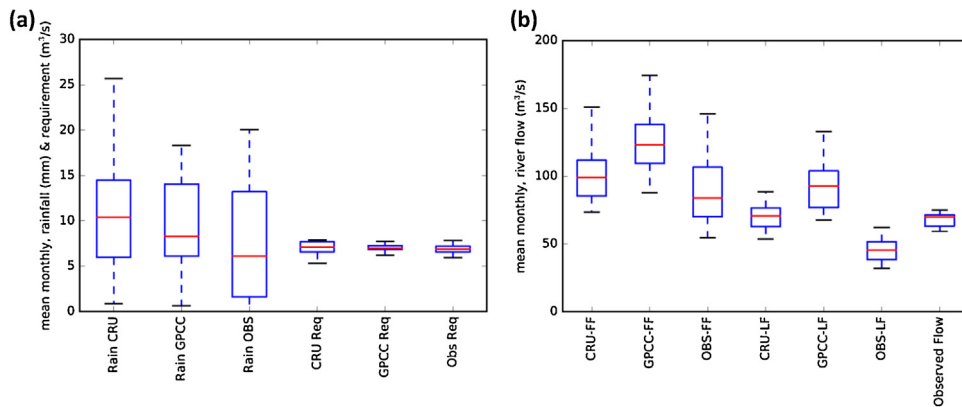 (a)
mean monthly, rainfall (mm) & requirement (m³/s)
30
25
20
15
10
5
0
Rain CRU
Rain GPCC
Rain OBS
CRU Req
GPCC Req
Obs Req
(b)
mean monthly, river flow (m³/s)
200
150
100
50
0
CRU-FF
GPCC-FF
OBS-FF
CRU-LF
GPCC-LF
OBS-LF
Observed Flow